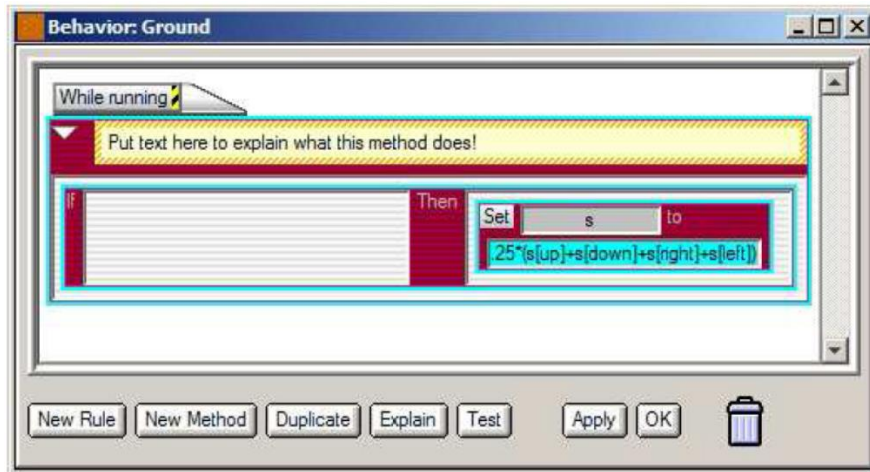 Behavior: Ground
While running
Put text here to explain what this method does!
If
Then
Set s to
.25*(s[up]+s[down]+s[right]+s[left])
New Rule New Method Duplicate Explain Test Apply OK